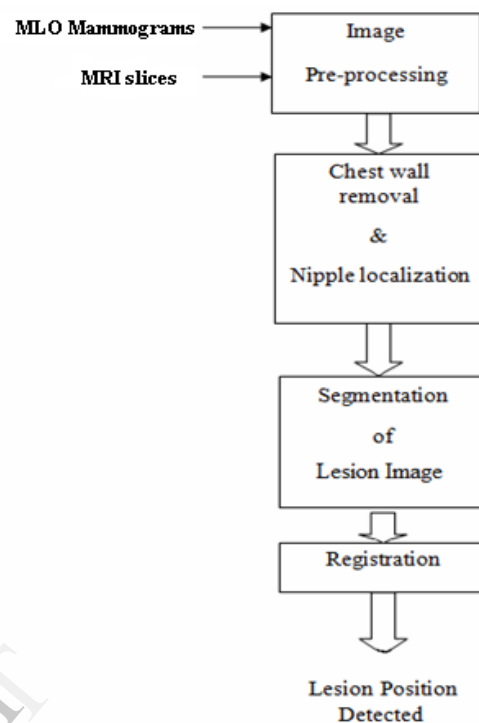 MLO Mammograms
MRI slices
Image
Pre-processing
Chest wall
removal
&
Nipple localization
Segmentation
of
Lesion Image
Registration
Lesion Position
Detected